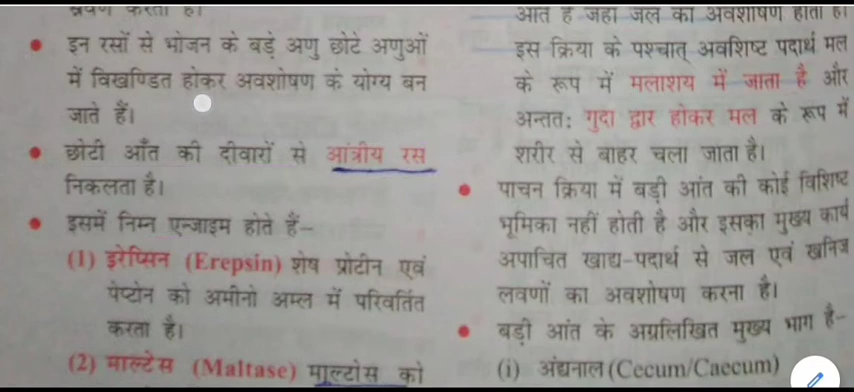 स्रवण करता है।
इन रसों से भोजन के बड़े अणु छोटे अणुओं
में विखण्डित होकर अवशोषण के योग्य बन
जाते हैं।
छोटी आँत की दीवारों से आंत्रीय रस
निकलता है।
इसमें निम्न एन्जाइम होते हैं–
(1) इरेप्सिन (Erepsin) शेष प्रोटीन एवं
पेप्टोन को अमीनो अम्ल में परिवर्तित
करता है।
(2) माल्टेस (Maltase) माल्टोस को
आंत है जहां जल का अवशोषण होता है।
इस क्रिया के पश्चात् अवशिष्ट पदार्थ मल
के रूप में मलाशय में जाता है और
अन्ततः गुदा द्वार होकर मल के रूप में
शरीर से बाहर चला जाता है।
पाचन क्रिया में बड़ी आंत की कोई विशिष्ट
भूमिका नहीं होती है और इसका मुख्य कार्य
अपाचित खाद्य-पदार्थ से जल एवं खनिज
लवणों का अवशोषण करना है।
बड़ी आंत के अग्रलिखित मुख्य भाग है–
(i) अंधनाल (Cecum/Caecum)